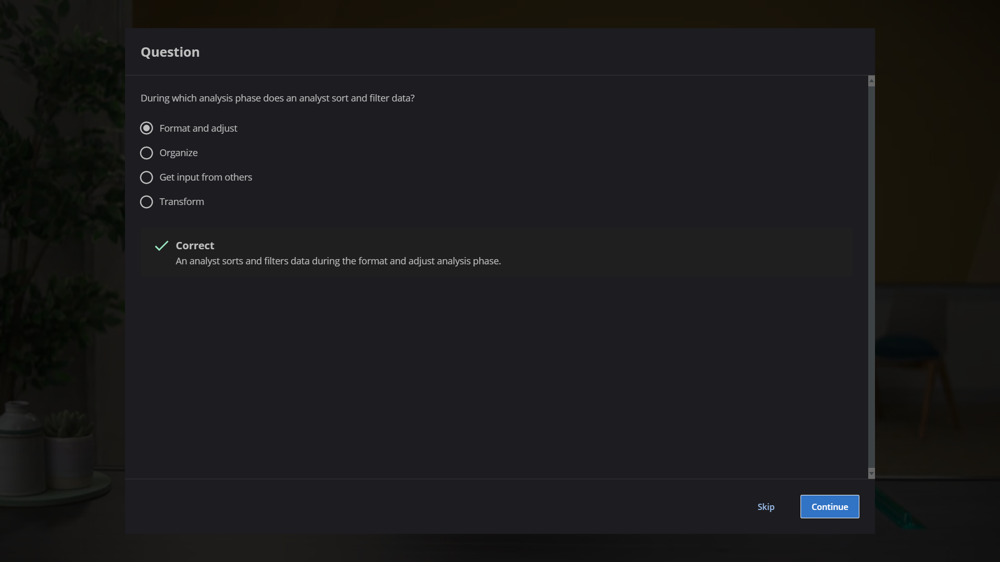 Question
During which analysis phase does an analyst sort and filter data?
Format and adjust
Organize
Get input from others
Transform
Correct
An analyst sorts and filters data during the format and adjust analysis phase.
Skip
Continue